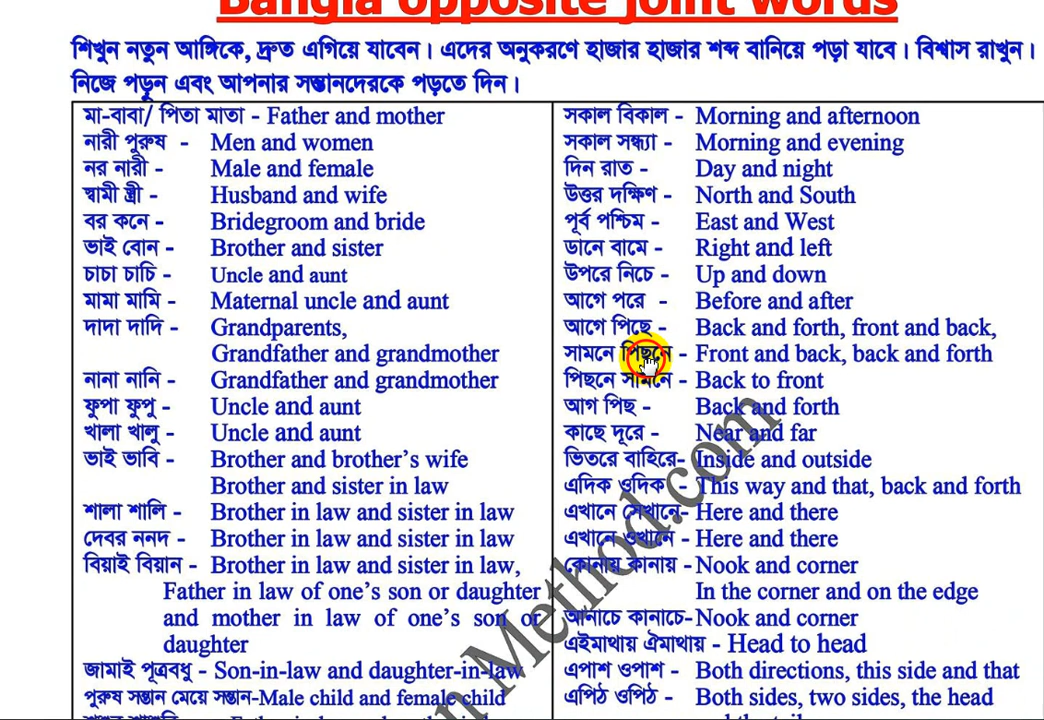 Bangla opposite joint words
শিখুন নতুন আঙ্গিকে, দ্রুত এগিয়ে যাবেন। এদের অনুকরণে হাজার হাজার শব্দ বানিয়ে পড়া যাবে। বিশ্বাস রাখুন।
নিজে পড়ুন এবং আপনার সন্তানদেরকে পড়তে দিন।
মা-বাবা/ পিতা মাতা - Father and mother
নারী পুরুষ - Men and women
নর নারী - Male and female
স্বামী স্ত্রী - Husband and wife
বর কনে - Bridegroom and bride
ভাই বোন - Brother and sister
চাচা চাচি - Uncle and aunt
মামা মামি - Maternal uncle and aunt
দাদা দাদি - Grandparents,
Grandfather and grandmother
নানা নানি - Grandfather and grandmother
ফুপা ফুপু - Uncle and aunt
খালা খালু - Uncle and aunt
ভাই ভাবি - Brother and brother's wife
Brother and sister in law
শালা শালি - Brother in law and sister in law
দেবর ননদ - Brother in law and sister in law
বিয়াই বিয়ান - Brother in law and sister in law,
Father in law of one's son or daughter
and mother in law of one's son or
daughter
জামাই পূত্রবধু - Son-in-law and daughter-in-law
পুরুষ সন্তান মেয়ে সন্তান-Male child and female child
সকাল বিকাল - Morning and afternoon
সকাল সন্ধ্যা - Morning and evening
দিন রাত - Day and night
উত্তর দক্ষিণ - North and South
পূর্ব পশ্চিম - East and West
ডানে বামে - Right and left
উপরে নিচে - Up and down
আগে পরে - Before and after
আগে পিছে - Back and forth, front and back,
সামনে পিছনে - Front and back, back and forth
পিছনে সামনে - Back to front
আগ পিছ - Back and forth
কাছে দূরে - Near and far
ভিতরে বাহিরে- Inside and outside
এদিক ওদিক - This way and that, back and forth
এখানে সেখানে- Here and there
এখানে ওখানে - Here and there
কোনায় কানায় - Nook and corner
In the corner and on the edge
আনাচে কানাচে- Nook and corner
এইমাথায় ঐমাথায় - Head to head
এপাশ ওপাশ - Both directions, this side and that
এপিঠ ওপিঠ - Both sides, two sides, the head
n Method.com